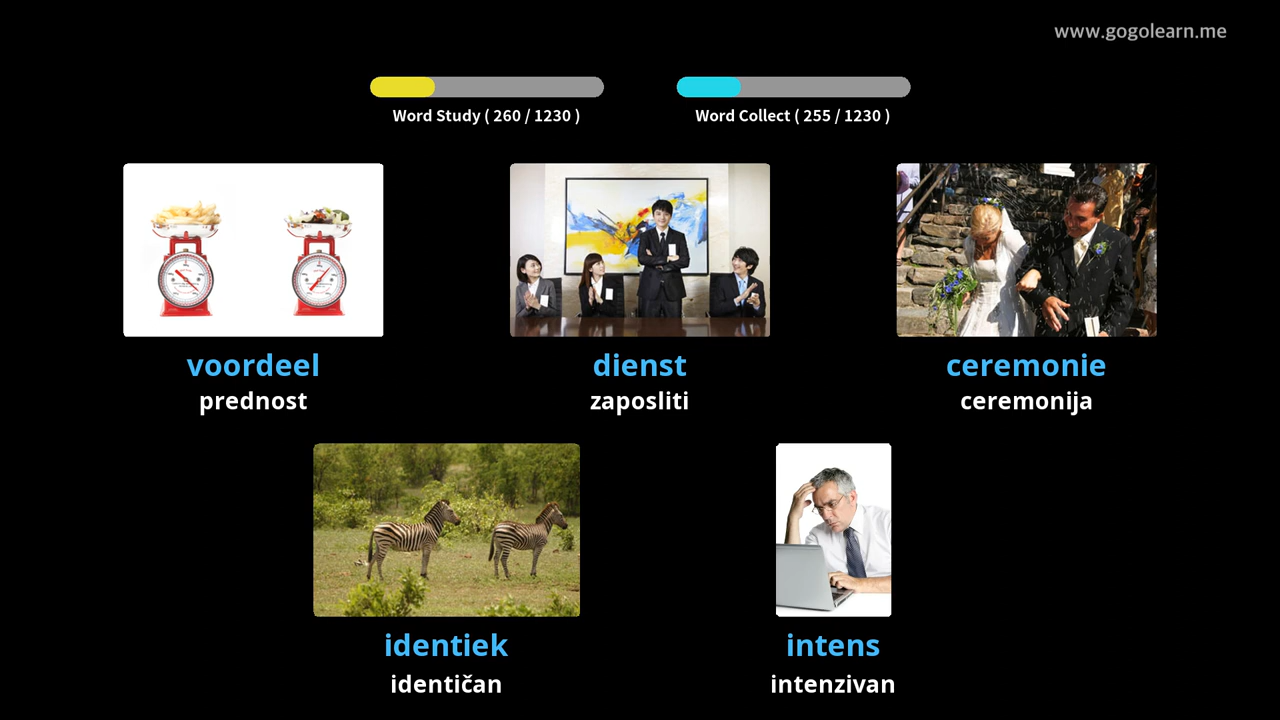 www.gogolearn.me
Word Study ( 260 / 1230 )
Word Collect ( 255 / 1230 )
voordeel
prednost
dienst
zaposliti
ceremonie
ceremonija
identiek
identičan
intens
intenzivan